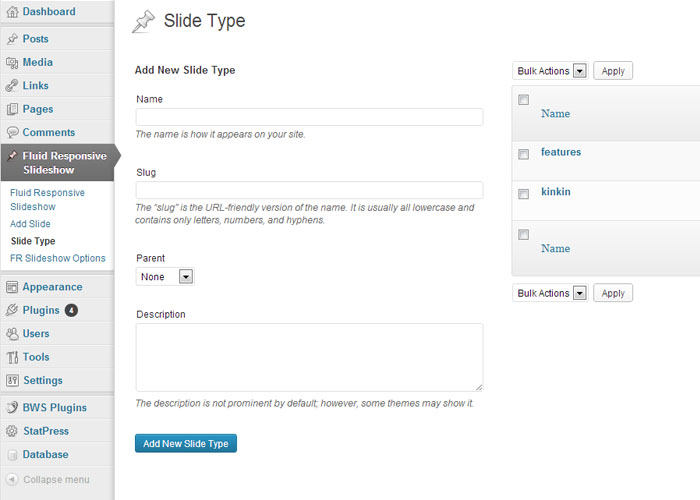 Dashboard
Posts
Media
Links
Pages
Comments
Fluid Responsive
Slideshow
Fluid Responsive
Slideshow
Add Slide
Slide Type
FR Slideshow Options
Appearance
Plugins 4
Users
Tools
Settings
BWS Plugins
StatPress
Database
Collapse menu
Slide Type
Add New Slide Type
Name
The name is how it appears on your site.
Slug
The “slug” is the URL-friendly version of the name. It is usually all lowercase and
contains only letters, numbers, and hyphens.
Parent
None
Description
The description is not prominent by default; however, some themes may show it.
Add New Slide Type
Bulk Actions Apply
Name
features
kinkin
Name
Bulk Actions Apply